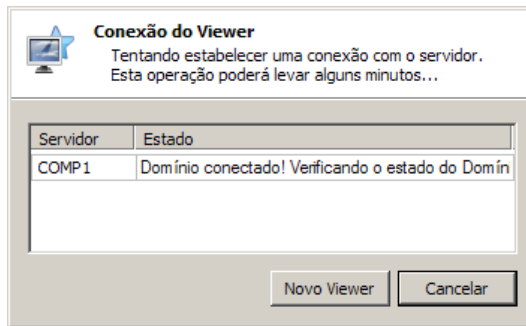 Conexão do Viewer
Tentando estabelecer uma conexão com o servidor.
Esta operação poderá levar alguns minutos...
Servidor Estado
COMP1 Domínio conectado! Verificando o estado do Domín
Novo Viewer Cancelar